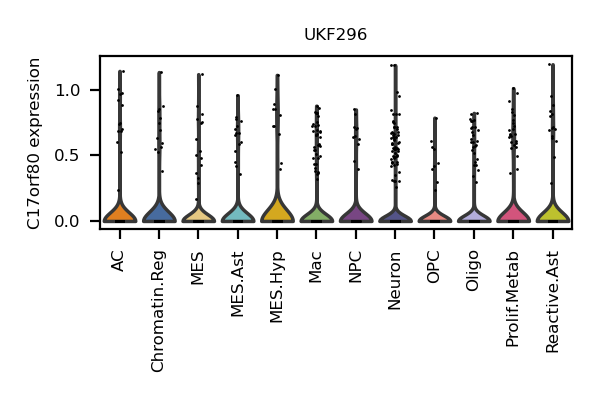 UKF296
C17orf80 expression
1.0
0.5
0.0
AC
Chromatin.Reg
MES
MES.Ast
MES.Hyp
Mac
NPC
Neuron
OPC
Oligo
Prolif.Metab
Reactive.Ast